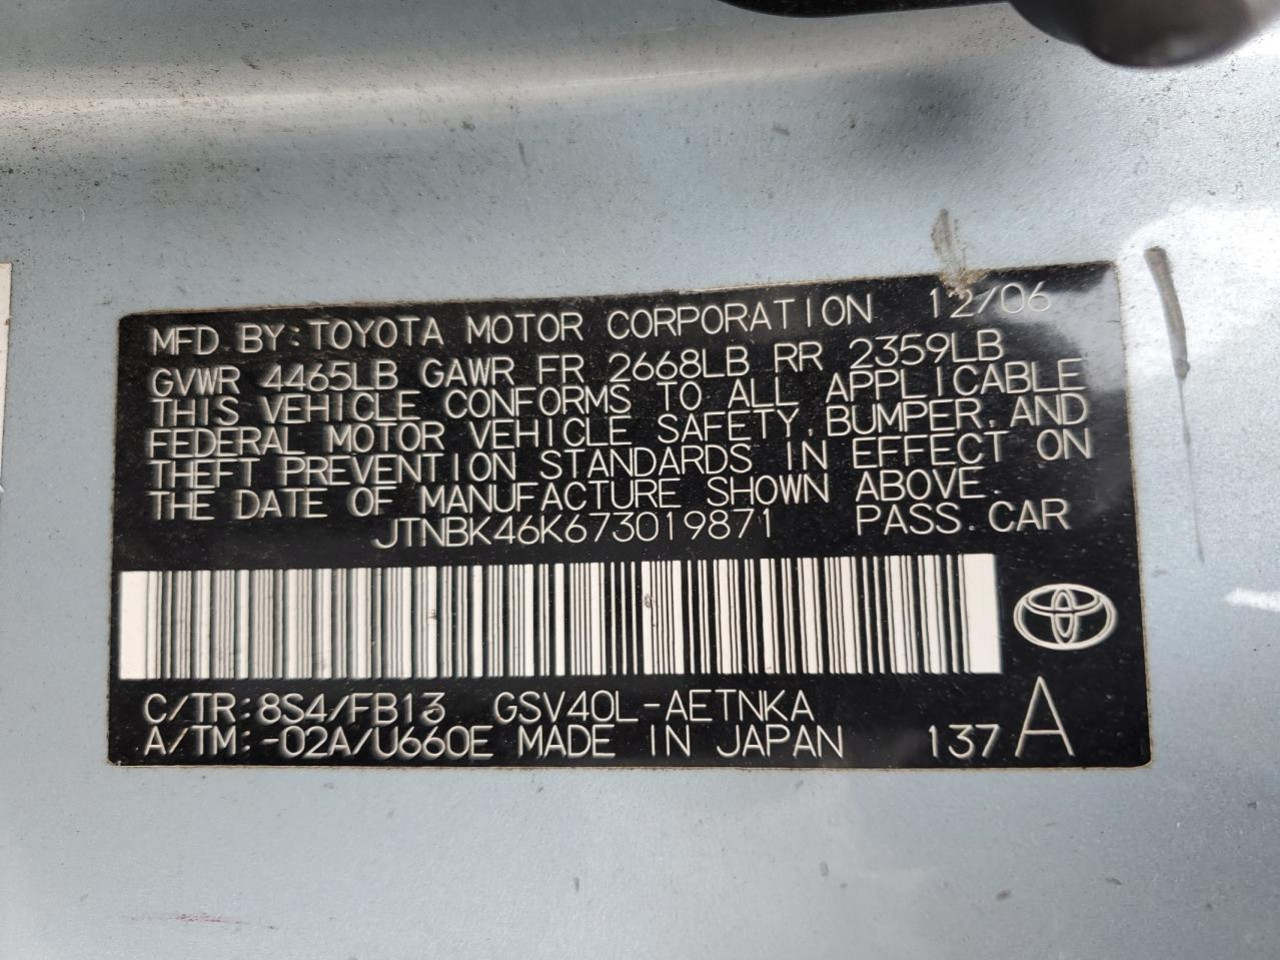 MFD BY: TOYOTA MOTOR CORPORATION 12/06
GVWR 4465LB GAWR FR 2668LB RR 2359LB
THIS VEHICLE CONFORMS TO ALL APPLICABLE
FEDERAL MOTOR VEHICLE SAFETY, BUMPER, AND
THEFT PREVENTION STANDARDS IN EFFECT ON
THE DATE OF MANUFACTURE SHOWN ABOVE.
JTNBK46K673019871 PASS. CAR
C/TR: 8S4/FB13 GSV40L-AETNKA
A/TM: -02A/U660E MADE IN JAPAN 137 A